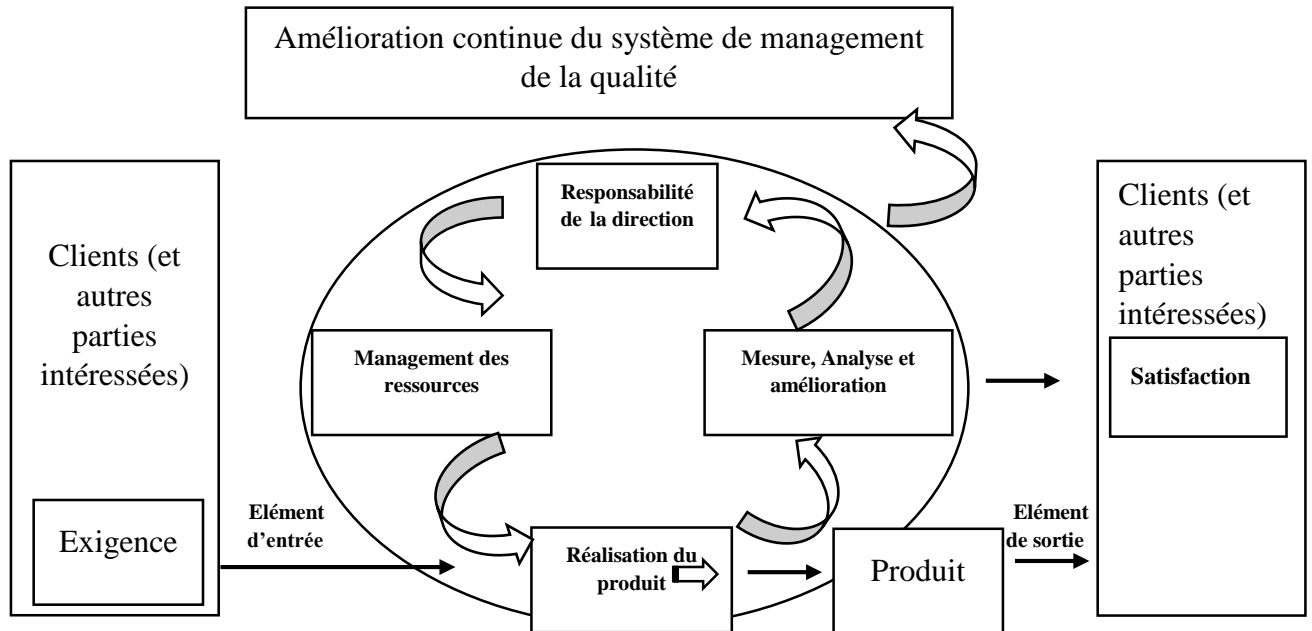 Amélioration continue du système de management
de la qualité
Clients (et
autres
parties
intéressées)
Exigence
Elément
d'entrée
Responsabilité
de la direction
Management des
ressources
Mesure, Analyse et
amélioration
Réalisation du
produit
Produit
Elément
de sortie
Clients (et
autres
parties
intéressées)
Satisfaction